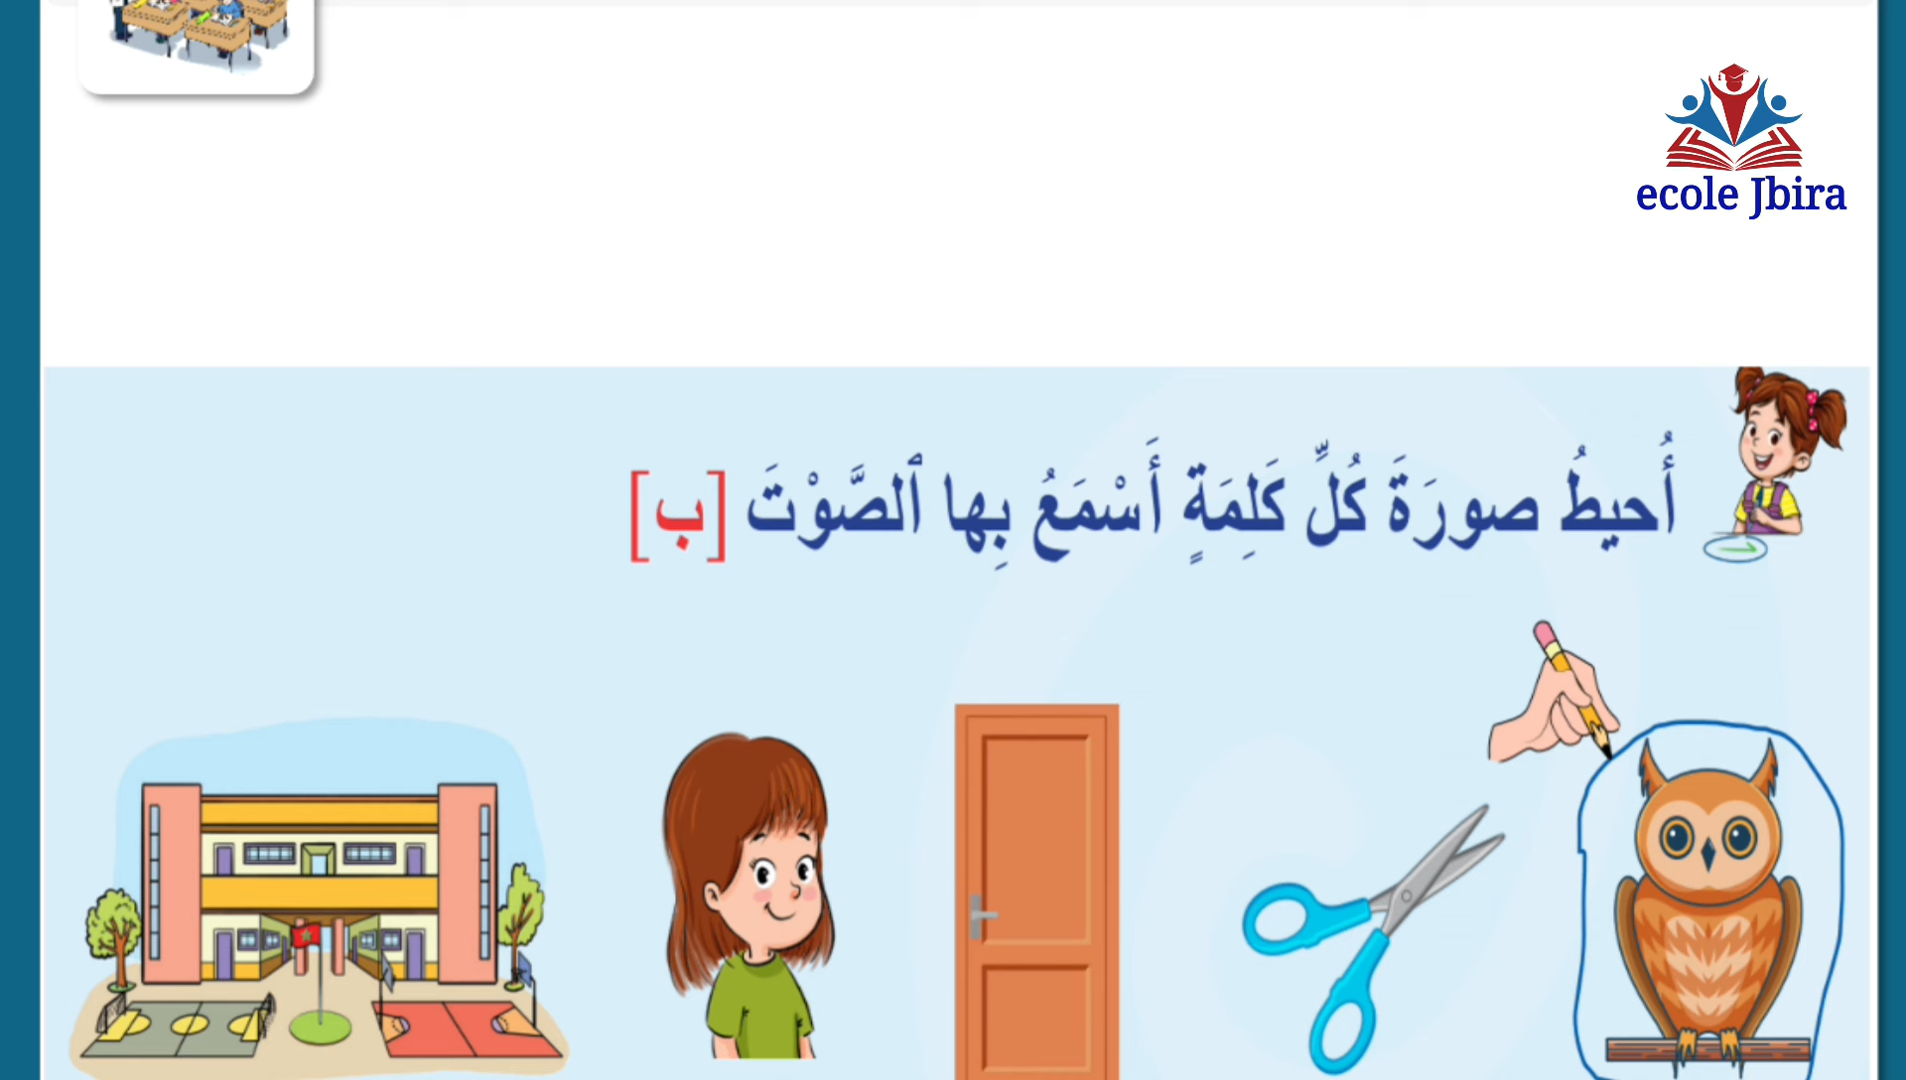 ecole Jbira
أُحيطُ صورَةَ كُلِّ كَلِمَةٍ أَسْمَعُ بِها ٱلصَّوْتَ [ب]